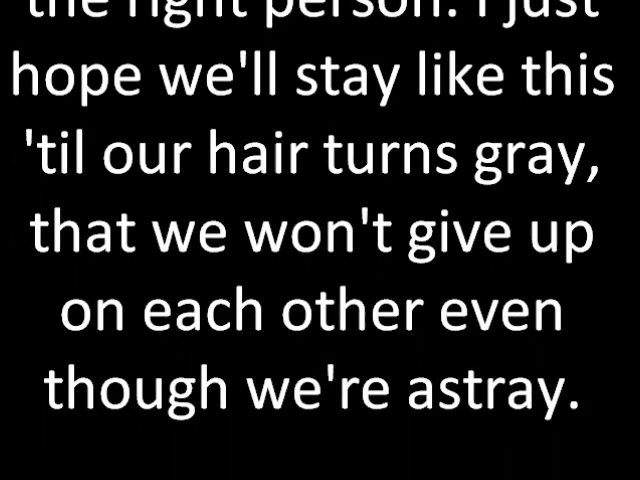 the right person. I just
hope we'll stay like this
'til our hair turns gray,
that we won't give up
on each other even
though we're astray.